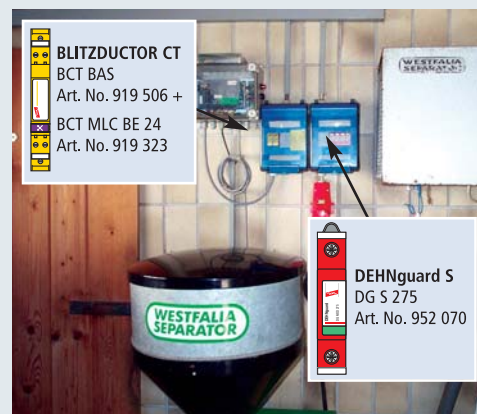 BLITZDUCTOR CT
BCT BAS
Art. No. 919 506 +
BCT MLC BE 24
Art. No. 919 323
WESTFALIA
SEPARATOR
DEHNguard S
DG S 275
Art. No. 952 070
WESTFALIA
SEPARATOR